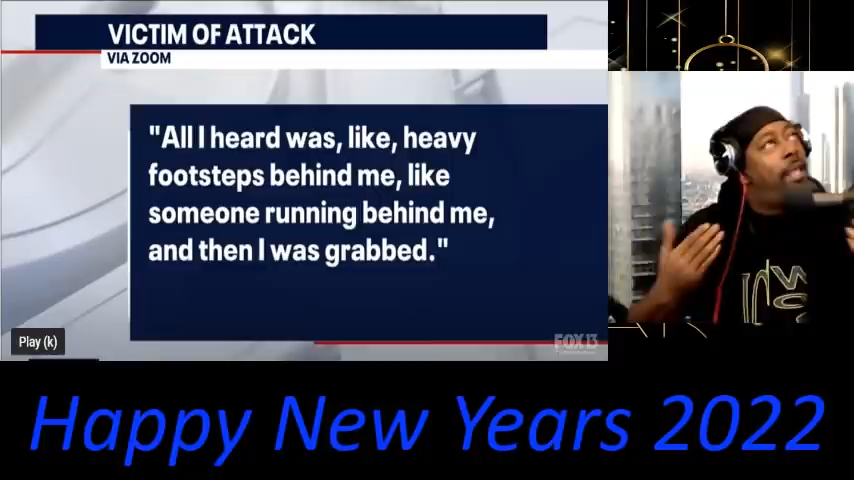 VICTIM OF ATTACK
VIA ZOOM
"All I heard was, like, heavy
footsteps behind me, like
someone running behind me,
and then I was grabbed."
Play (k)
FOX 13
Happy New Years 2022